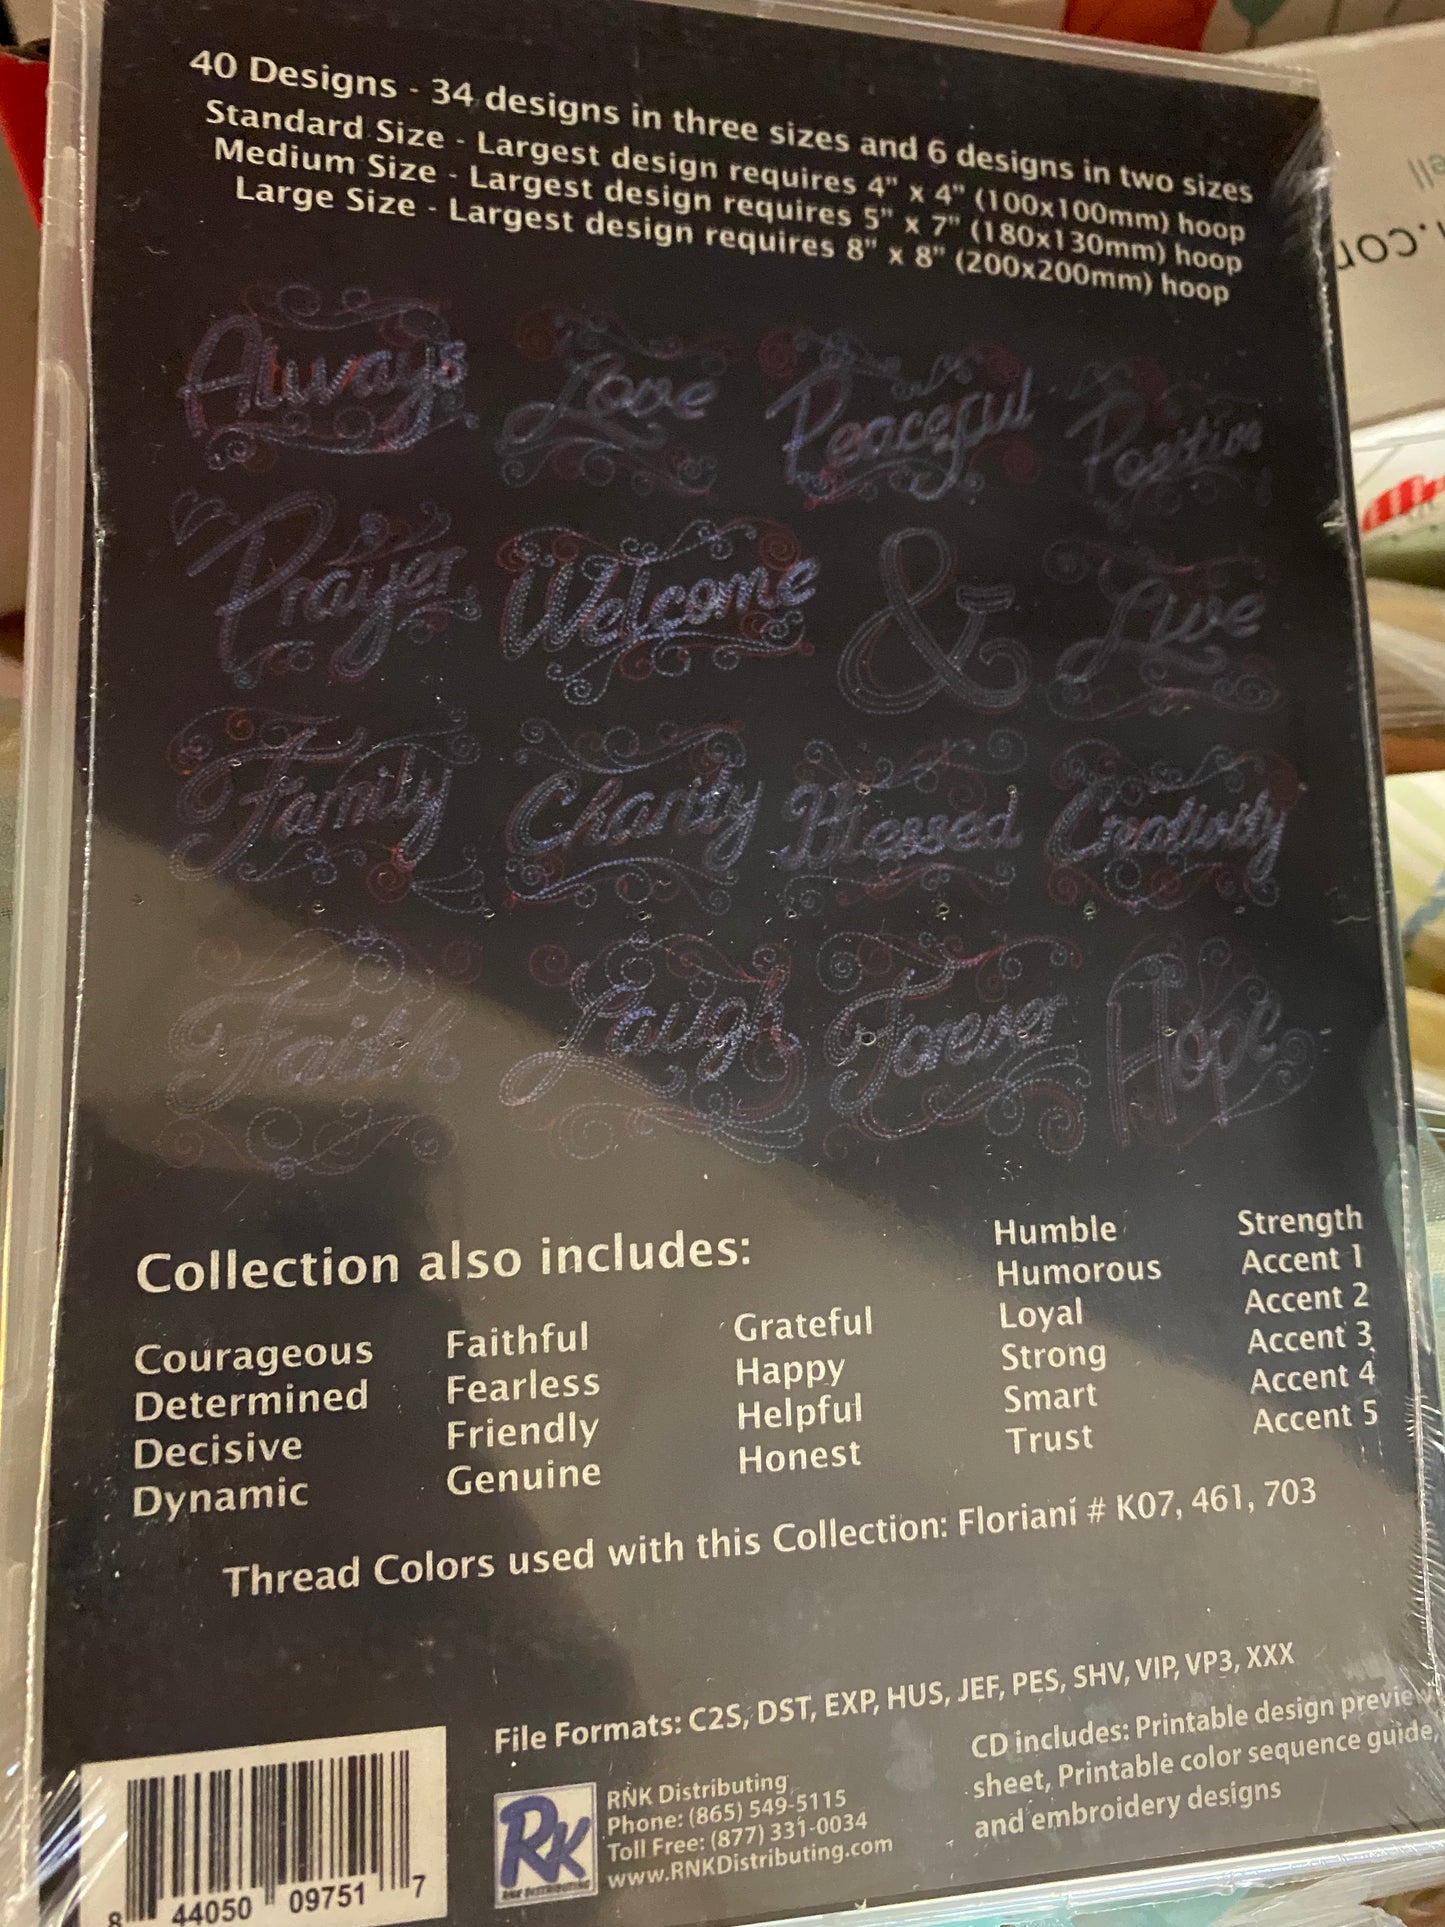 40 Designs - 34 designs in three sizes and 6 designs in two sizes
Standard Size - Largest design requires 4" x 4" (100x100mm) hoop
Medium Size - Largest design requires 5" x 7" (180x130mm) hoop
Large Size - Largest design requires 8" x 8" (200x200mm) hoop
Always Love Peaceful Positive
Prayer Welcome & Live
Family Charity Blessed Creativity
Faith Laugh Forever Hope
Collection also includes:
Courageous
Determined
Decisive
Dynamic
Faithful
Fearless
Friendly
Genuine
Grateful
Happy
Helpful
Honest
Humble
Humorous
Loyal
Strong
Smart
Trust
Strength
Accent 1
Accent 2
Accent 3
Accent 4
Accent 5
Thread Colors used with this Collection: Floriani # K07, 461, 703
File Formats: C2S, DST, EXP, HUS, JEF, PES, SHV, VIP, VP3, XXX
CD includes: Printable design preview
sheet, Printable color sequence guide,
and embroidery designs
RNK
RNK DISTRIBUTING
RNK Distributing
Phone: (865) 549-5115
Toll Free: (877) 331-0034
www.RNKDistributing.com
8 44050 09751 7